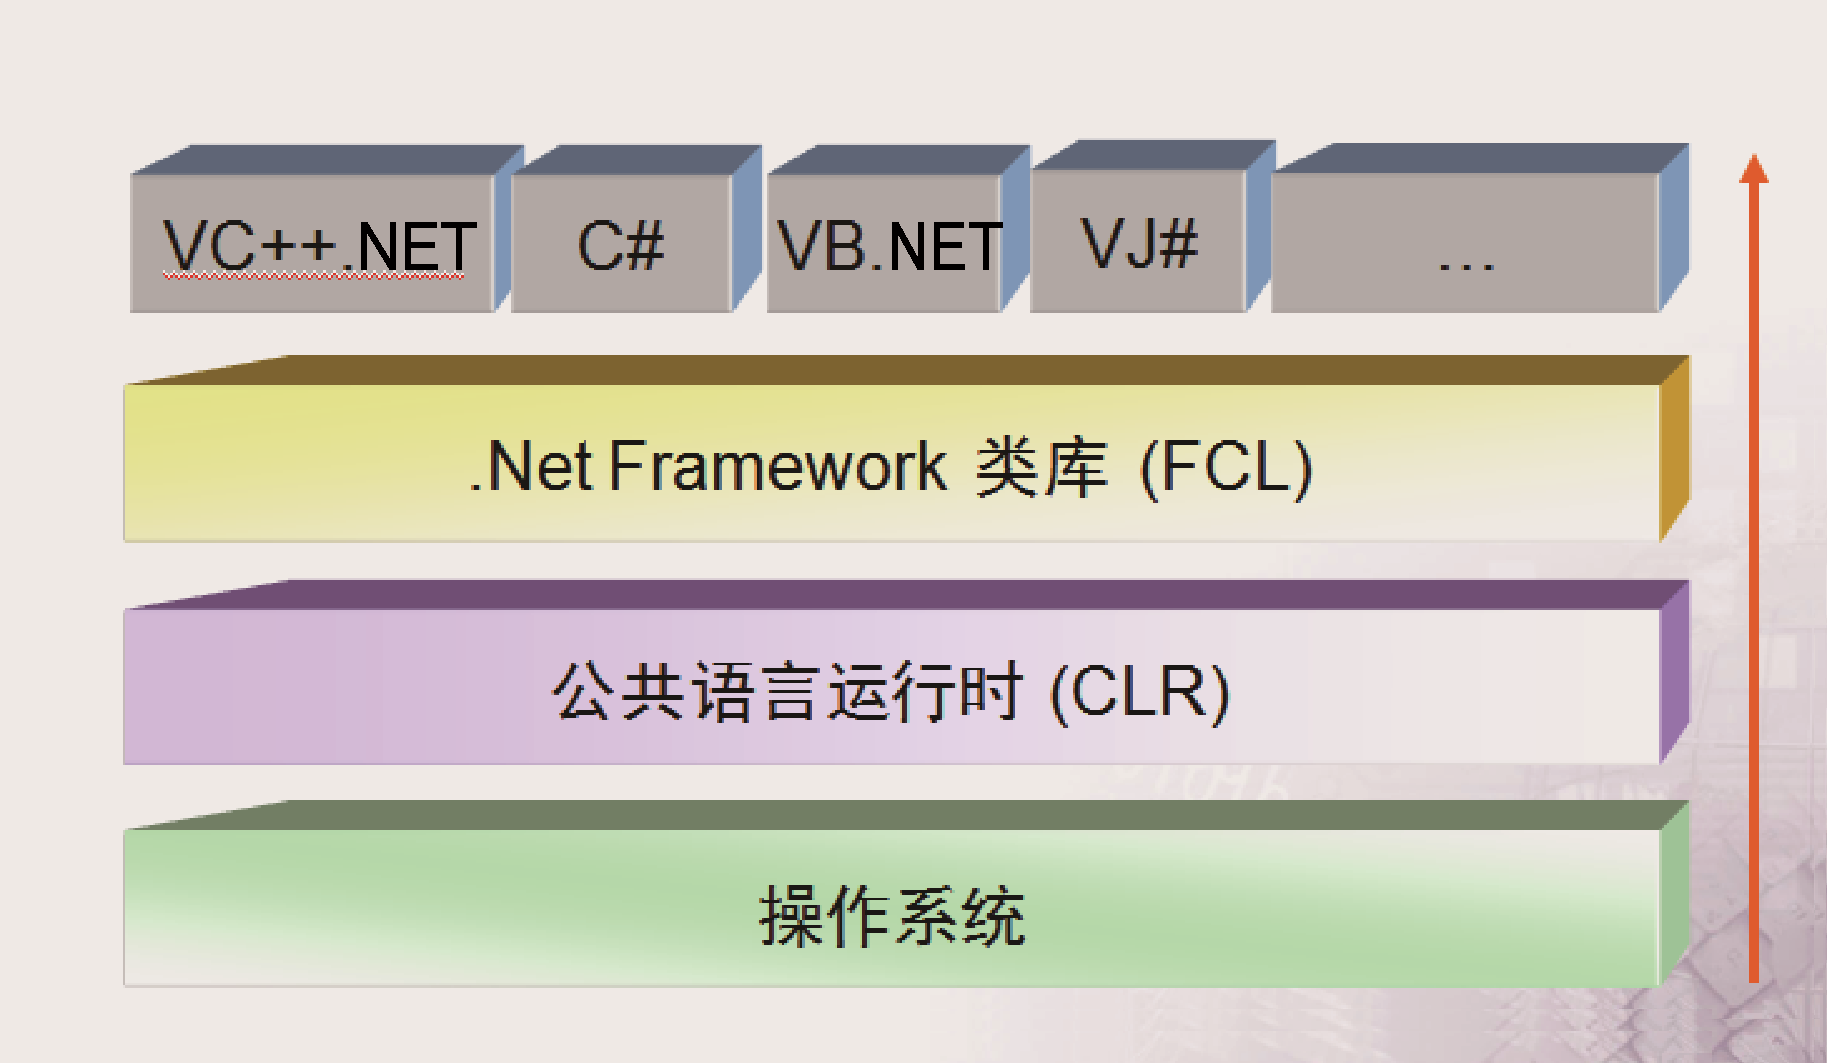 VC++.NET
C#
VB.NET
VJ#
...
.Net Framework 类库 (FCL)
公共语言运行时 (CLR)
操作系统